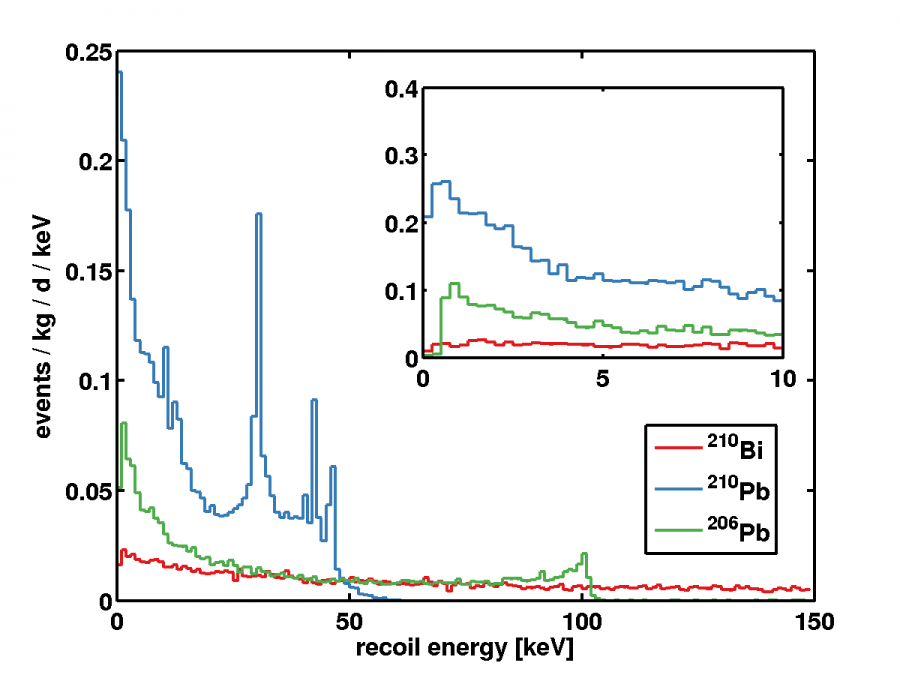 0.25
0.2
0.15
0.1
0.05
0
events / kg / d / keV
0.4
0.3
0.2
0.1
0
0 5 10
210Bi
210Pb
206Pb
0 50 100 150
recoil energy [keV]